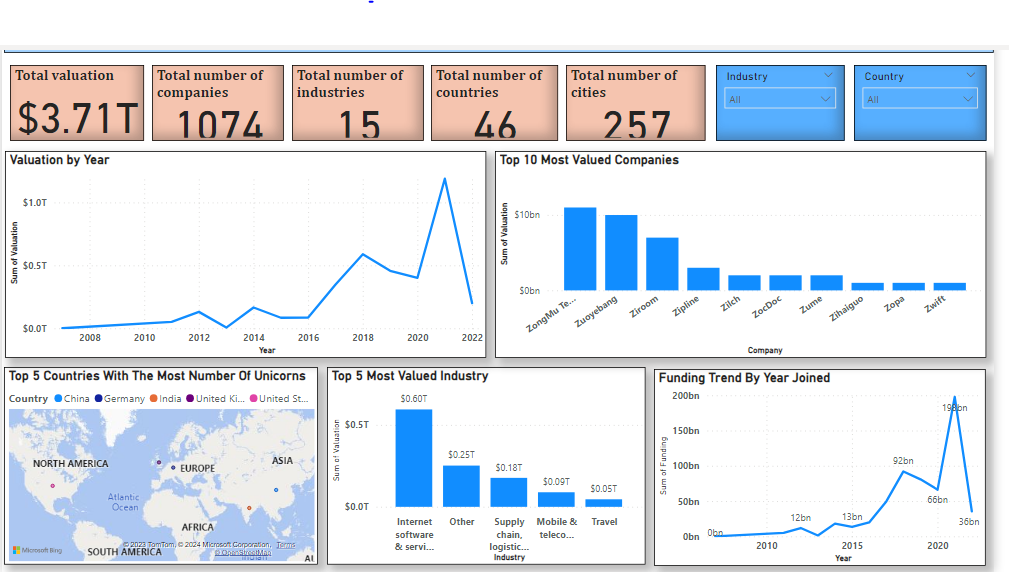 Total valuation
$3.71T
Total number of
companies
1074
Total number of
industries
15
Total number of
countries
46
Total number of
cities
257
Industry
All
Country
All
Valuation by Year
Sum of Valuation
$1.0T
$0.5T
$0.0T
2008 2010 2012 2014 2016 2018 2020 2022
Year
Top 10 Most Valued Companies
Sum of Valuation
$10bn
$0bn
ZongMu Te... Zuoyebang Ziroom Zipline Zilch ZocDoc Zume Zihaiguo Zopa Zwift
Company
Top 5 Countries With The Most Number Of Unicorns
Country China Germany India United Ki... United St...
NORTH AMERICA
EUROPE
ASIA
Atlantic
Ocean
AFRICA
SOUTH AMERICA
Microsoft Bing
© 2023 TomTom, © 2024 Microsoft Corporation, Terms
© OpenStreetMap
Indian
AU
Top 5 Most Valued Industry
Sum of Valuation
$0.5T
$0.0T
$0.60T
$0.25T
$0.18T
$0.09T
$0.05T
Internet
software
& servi...
Other
Supply
chain,
logistic...
Mobile &
teleco...
Travel
Industry
Funding Trend By Year Joined
Sum of Funding
200bn
150bn
100bn
50bn
0bn
0bn
12bn
13bn
92bn
66bn
36bn
2010 2015 2020
Year